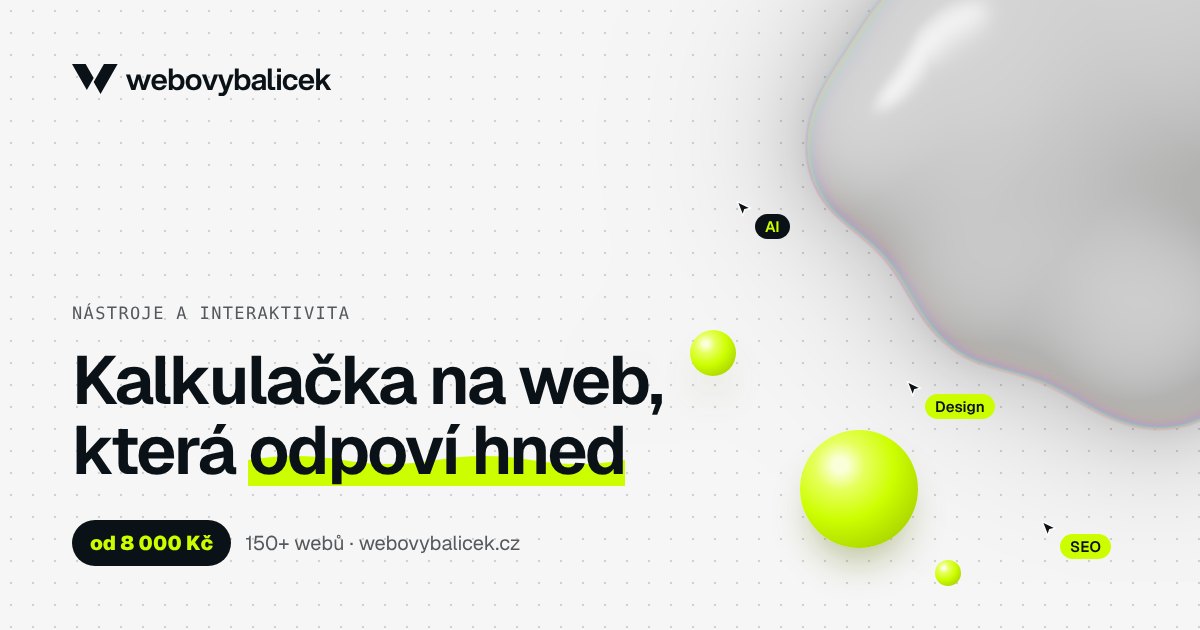 webovybalicek
AI
NÁSTROJE A INTERAKTIVITA
Kalkulačka na web,
která odpoví hned
Design
od 8 000 Kč
150+ webů · webovybalicek.cz
SEO